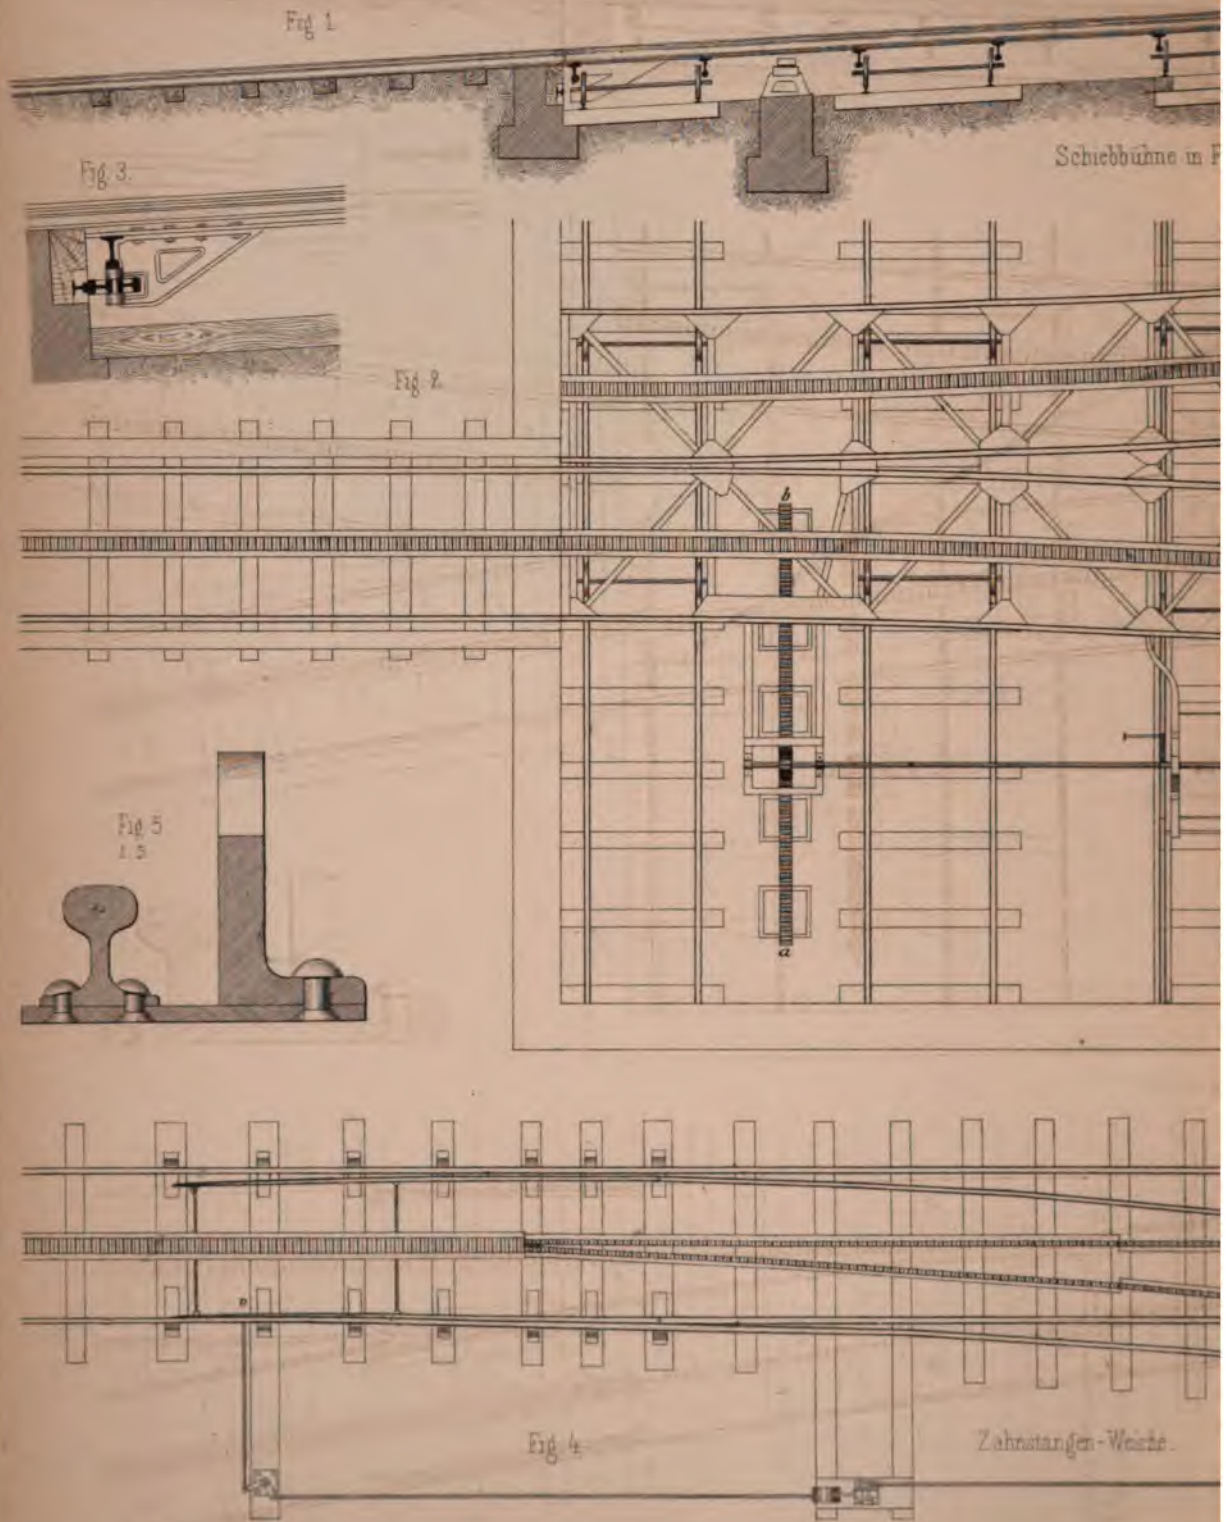 Fig. 1.
Schiebbühne in
Fig. 3.
Fig. 2.
b
Fig. 5
1:5
a
Fig. 4.
Zahnstangen-Weiche.